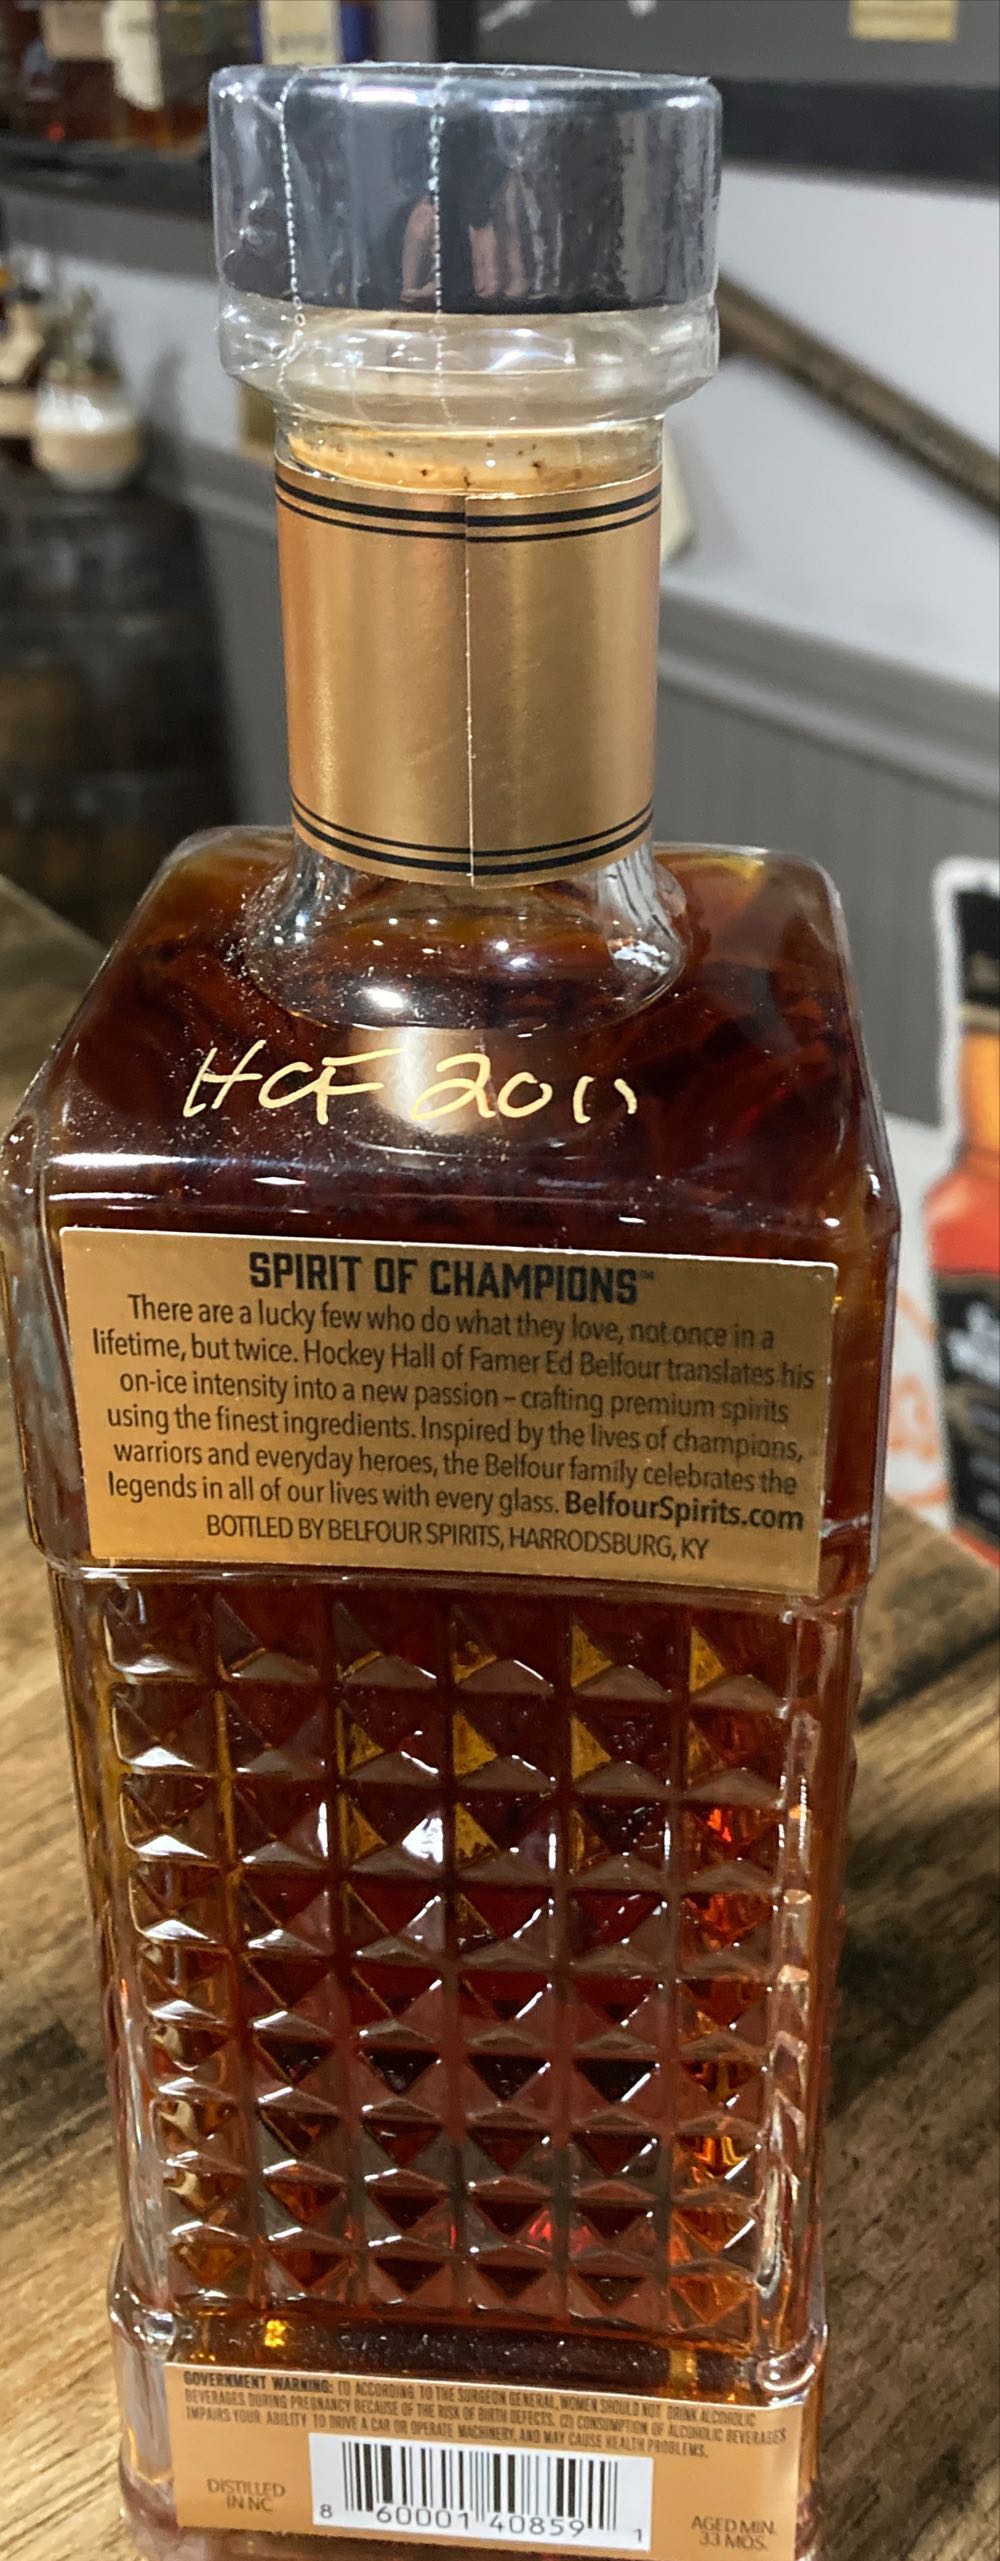 HOF 2011
SPIRIT OF CHAMPIONS™
There are a lucky few who do what they love, not once in a
lifetime, but twice. Hockey Hall of Famer Ed Belfour translates his
on-ice intensity into a new passion – crafting premium spirits
using the finest ingredients. Inspired by the lives of champions,
warriors and everyday heroes, the Belfour family celebrates the
legends in all of our lives with every glass. BelfourSpirits.com
BOTTLED BY BELFOUR SPIRITS, HARRODSBURG, KY
GOVERNMENT WARNING: (1) ACCORDING TO THE SURGEON GENERAL, WOMEN SHOULD NOT DRINK ALCOHOLIC
BEVERAGES DURING PREGNANCY BECAUSE OF THE RISK OF BIRTH DEFECTS. (2) CONSUMPTION OF ALCOHOLIC BEVERAGES
IMPAIRS YOUR ABILITY TO DRIVE A CAR OR OPERATE MACHINERY, AND MAY CAUSE HEALTH PROBLEMS.
DISTILLED
IN NC
8 60001 40859 1
AGED MIN.
33 MOS.